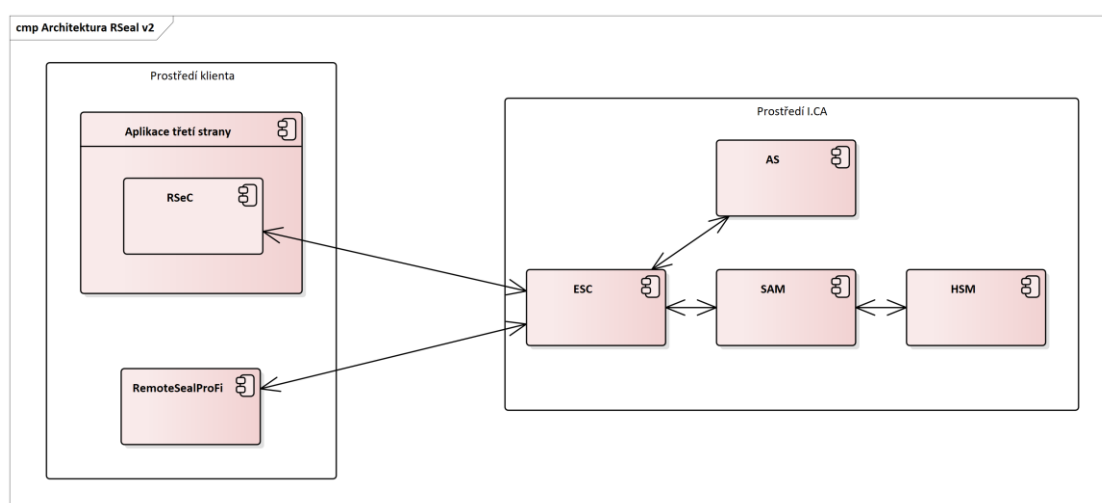 cmp Architektura RSeal v2
Prostředí klienta
Aplikace třetí strany
RSeC
RemoteSealProFi
Prostředí I.CA
AS
ESC
SAM
HSM